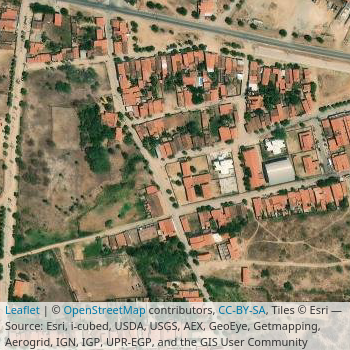 Leaflet | © OpenStreetMap contributors, CC-BY-SA, Tiles © Esri —
Source: Esri, i-cubed, USDA, USGS, AEX, GeoEye, Getmapping,
Aerogrid, IGN, IGP, UPR-EGP, and the GIS User Community